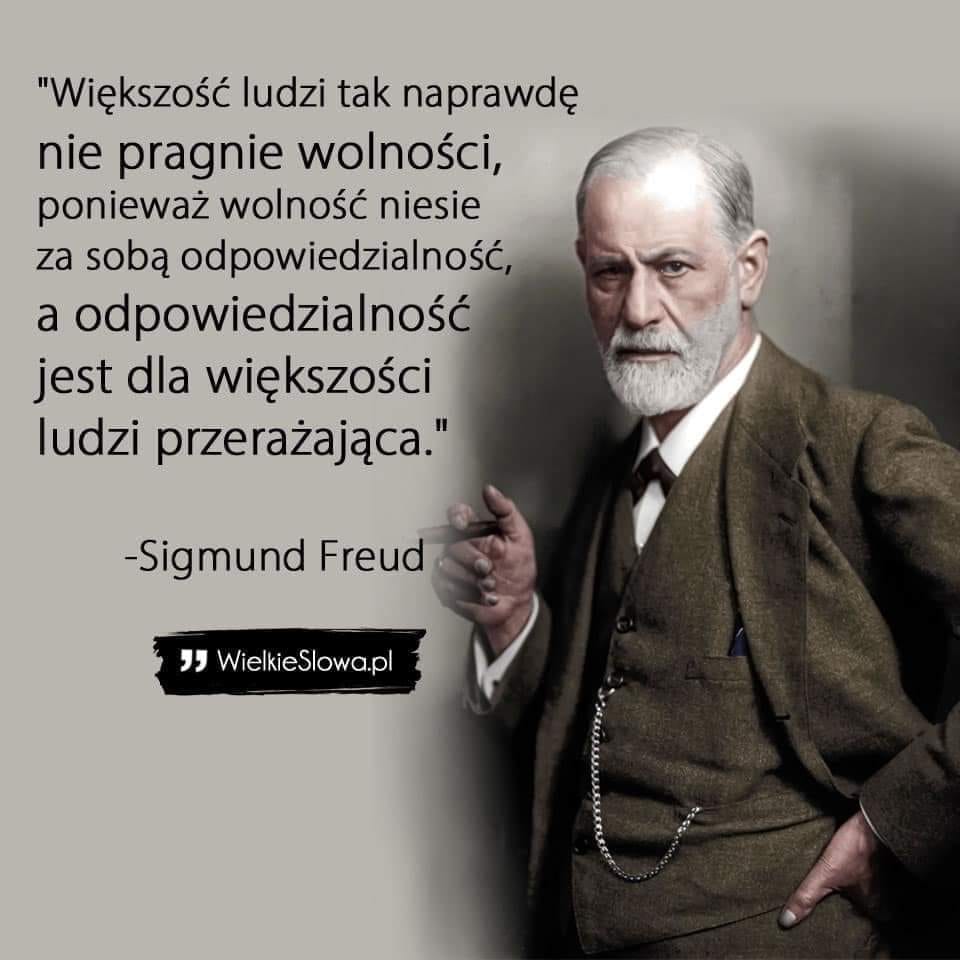 "Większość ludzi tak naprawdę
nie pragnie wolności,
ponieważ wolność niesie
za sobą odpowiedzialność,
a odpowiedzialność
jest dla większości
ludzi przerażająca."
-Sigmund Freud
" WielkieSlowa.pl